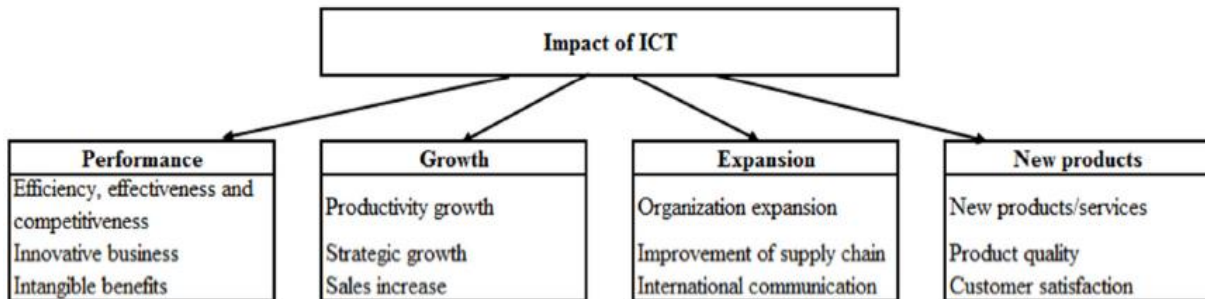 Impact of ICT
Performance
Efficiency, effectiveness and
competitiveness
Innovative business
Intangible benefits
Growth
Productivity growth
Strategic growth
Sales increase
Expansion
Organization expansion
Improvement of supply chain
International communication
New products
New products/services
Product quality
Customer satisfaction